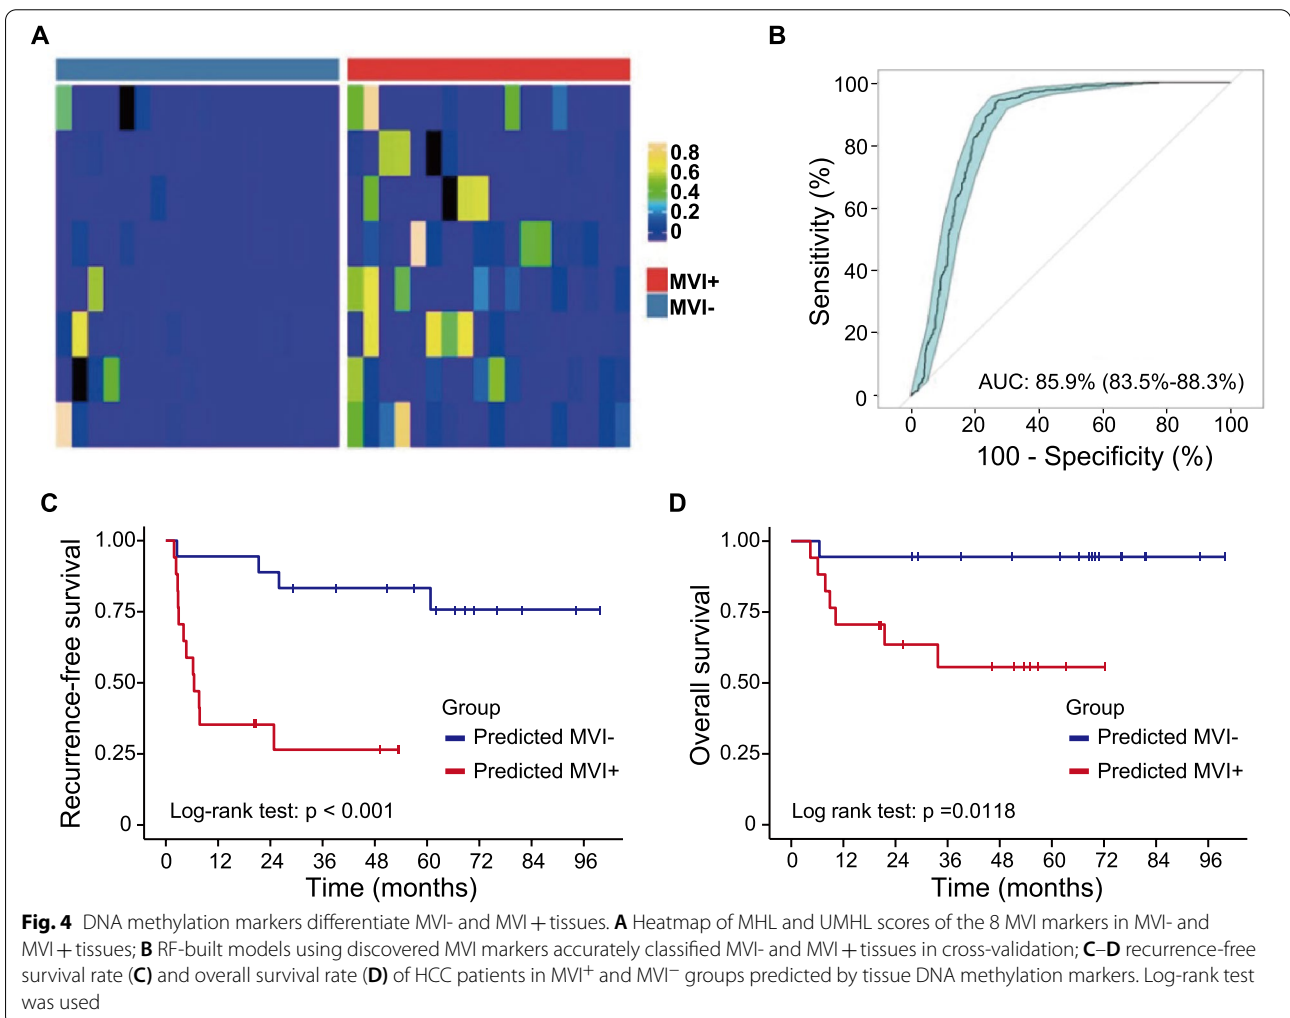 A
0.8
0.6
0.4
0.2
0
MVI+
MVI-
B
Sensitivity (%)
100
80
60
40
20
0
AUC: 85.9% (83.5%-88.3%)
0 20 40 60 80 100
100 - Specificity (%)
C
Recurrence-free survival
1.00
0.75
0.50
0.25
0
Group
Predicted MVI-
Predicted MVI+
Log-rank test: p < 0.001
0 12 24 36 48 60 72 84 96
Time (months)
D
Overall survival
1.00
0.75
0.50
0.25
0
Group
Predicted MVI-
Predicted MVI+
Log rank test: p =0.0118
0 12 24 36 48 60 72 84 96
Time (months)
Fig. 4 DNA methylation markers differentiate MVI- and MVI + tissues. A Heatmap of MHL and UMHL scores of the 8 MVI markers in MVI- and
MVI + tissues; B RF-built models using discovered MVI markers accurately classified MVI- and MVI + tissues in cross-validation; C–D recurrence-free
survival rate (C) and overall survival rate (D) of HCC patients in MVI⁺ and MVI⁻ groups predicted by tissue DNA methylation markers. Log-rank test
was used